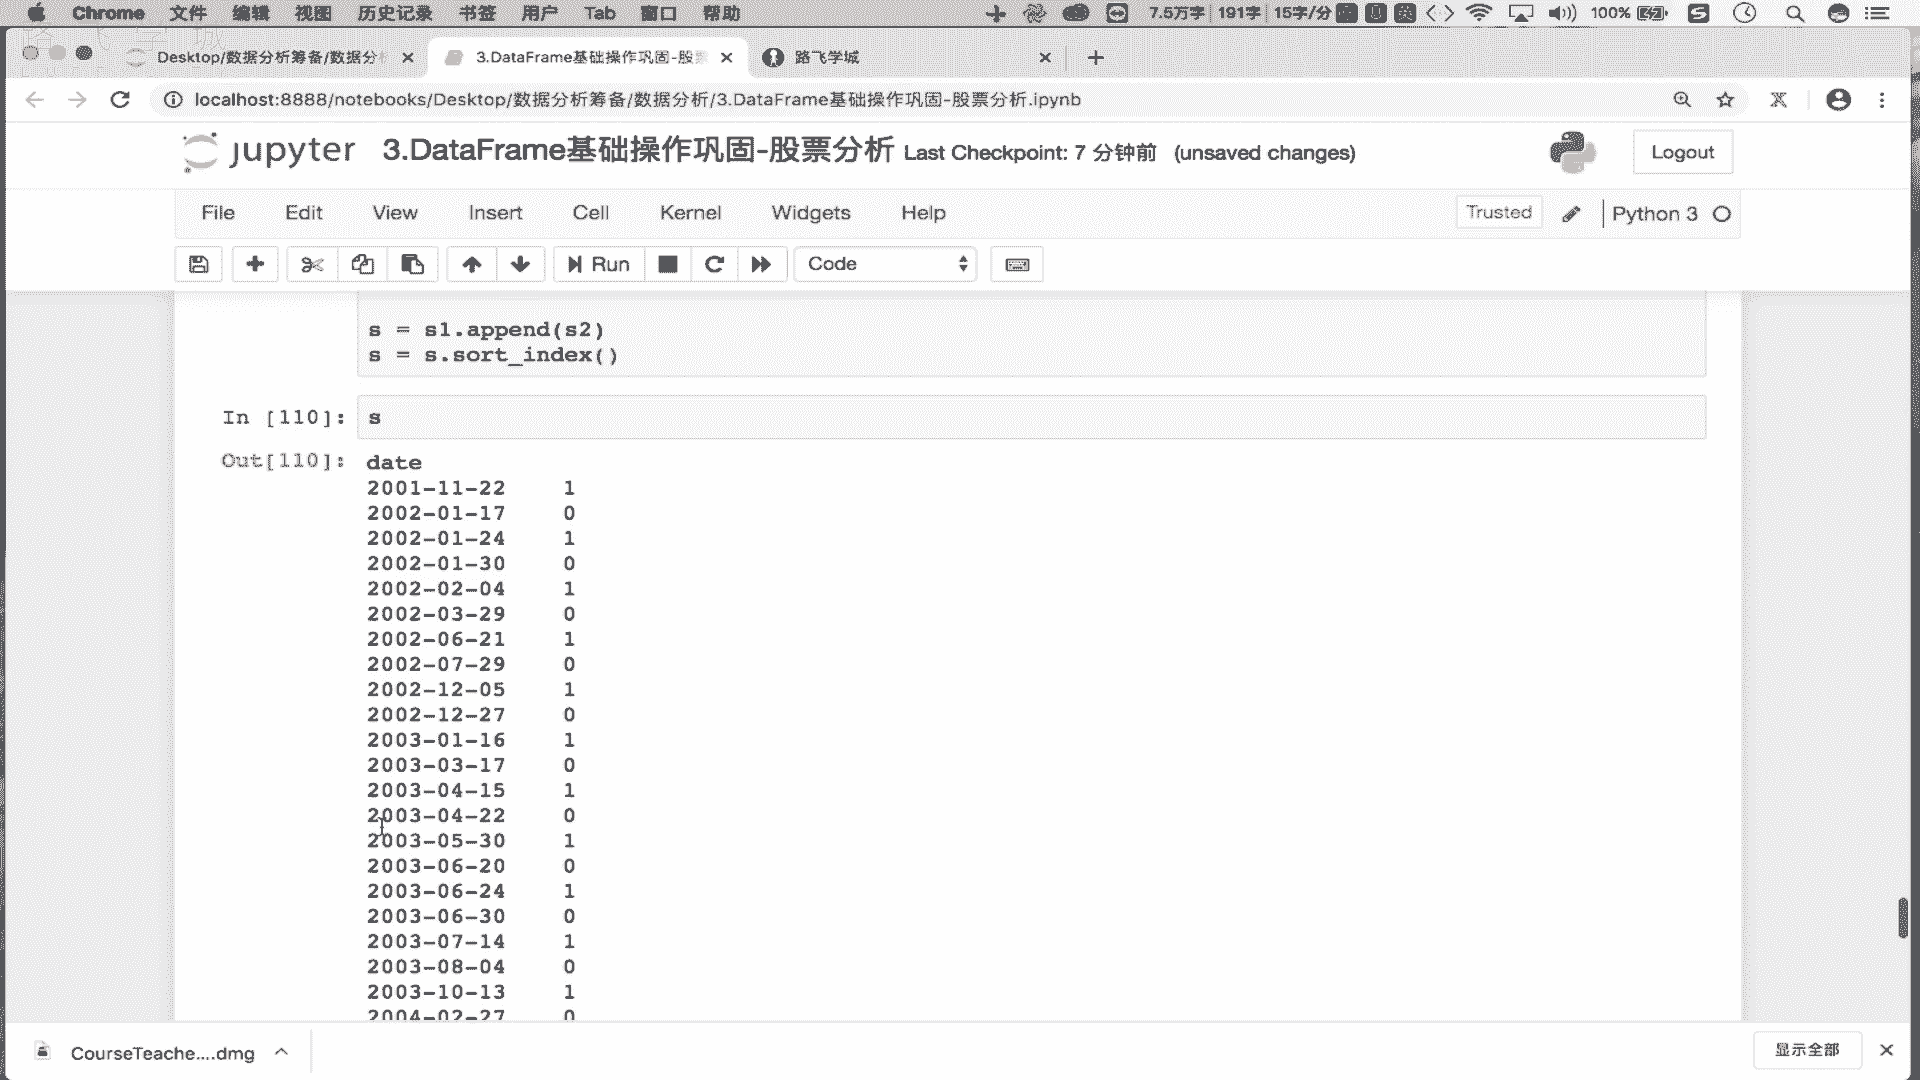 Chrome 文件 编辑 视图 历史记录 书签 用户 Tab 窗口 帮助 7.5万字 191字 15字/分 100%
Desktop/数据分析筹备/数据分 3.DataFrame基础操作巩固-股 路飞学城
localhost:8888/notebooks/Desktop/数据分析筹备/数据分析/3.DataFrame基础操作巩固-股票分析.ipynb
jupyter 3.DataFrame基础操作巩固-股票分析 Last Checkpoint: 7 分钟前 (unsaved changes) Logout
File Edit View Insert Cell Kernel Widgets Help Trusted Python 3
Run Code
s = s1.append(s2)
s = s.sort_index()
In [110]: s
Out[110]: date
2001-11-22 1
2002-01-17 0
2002-01-24 1
2002-01-30 0
2002-02-04 1
2002-03-29 0
2002-06-21 1
2002-07-29 0
2002-12-05 1
2002-12-27 0
2003-01-16 1
2003-03-17 0
2003-04-15 1
2003-04-22 0
2003-05-30 1
2003-06-20 0
2003-06-24 1
2003-06-30 0
2003-07-14 1
2003-08-04 0
2003-10-13 1
2004-02-27 0
CourseTeache....dmg 显示全部